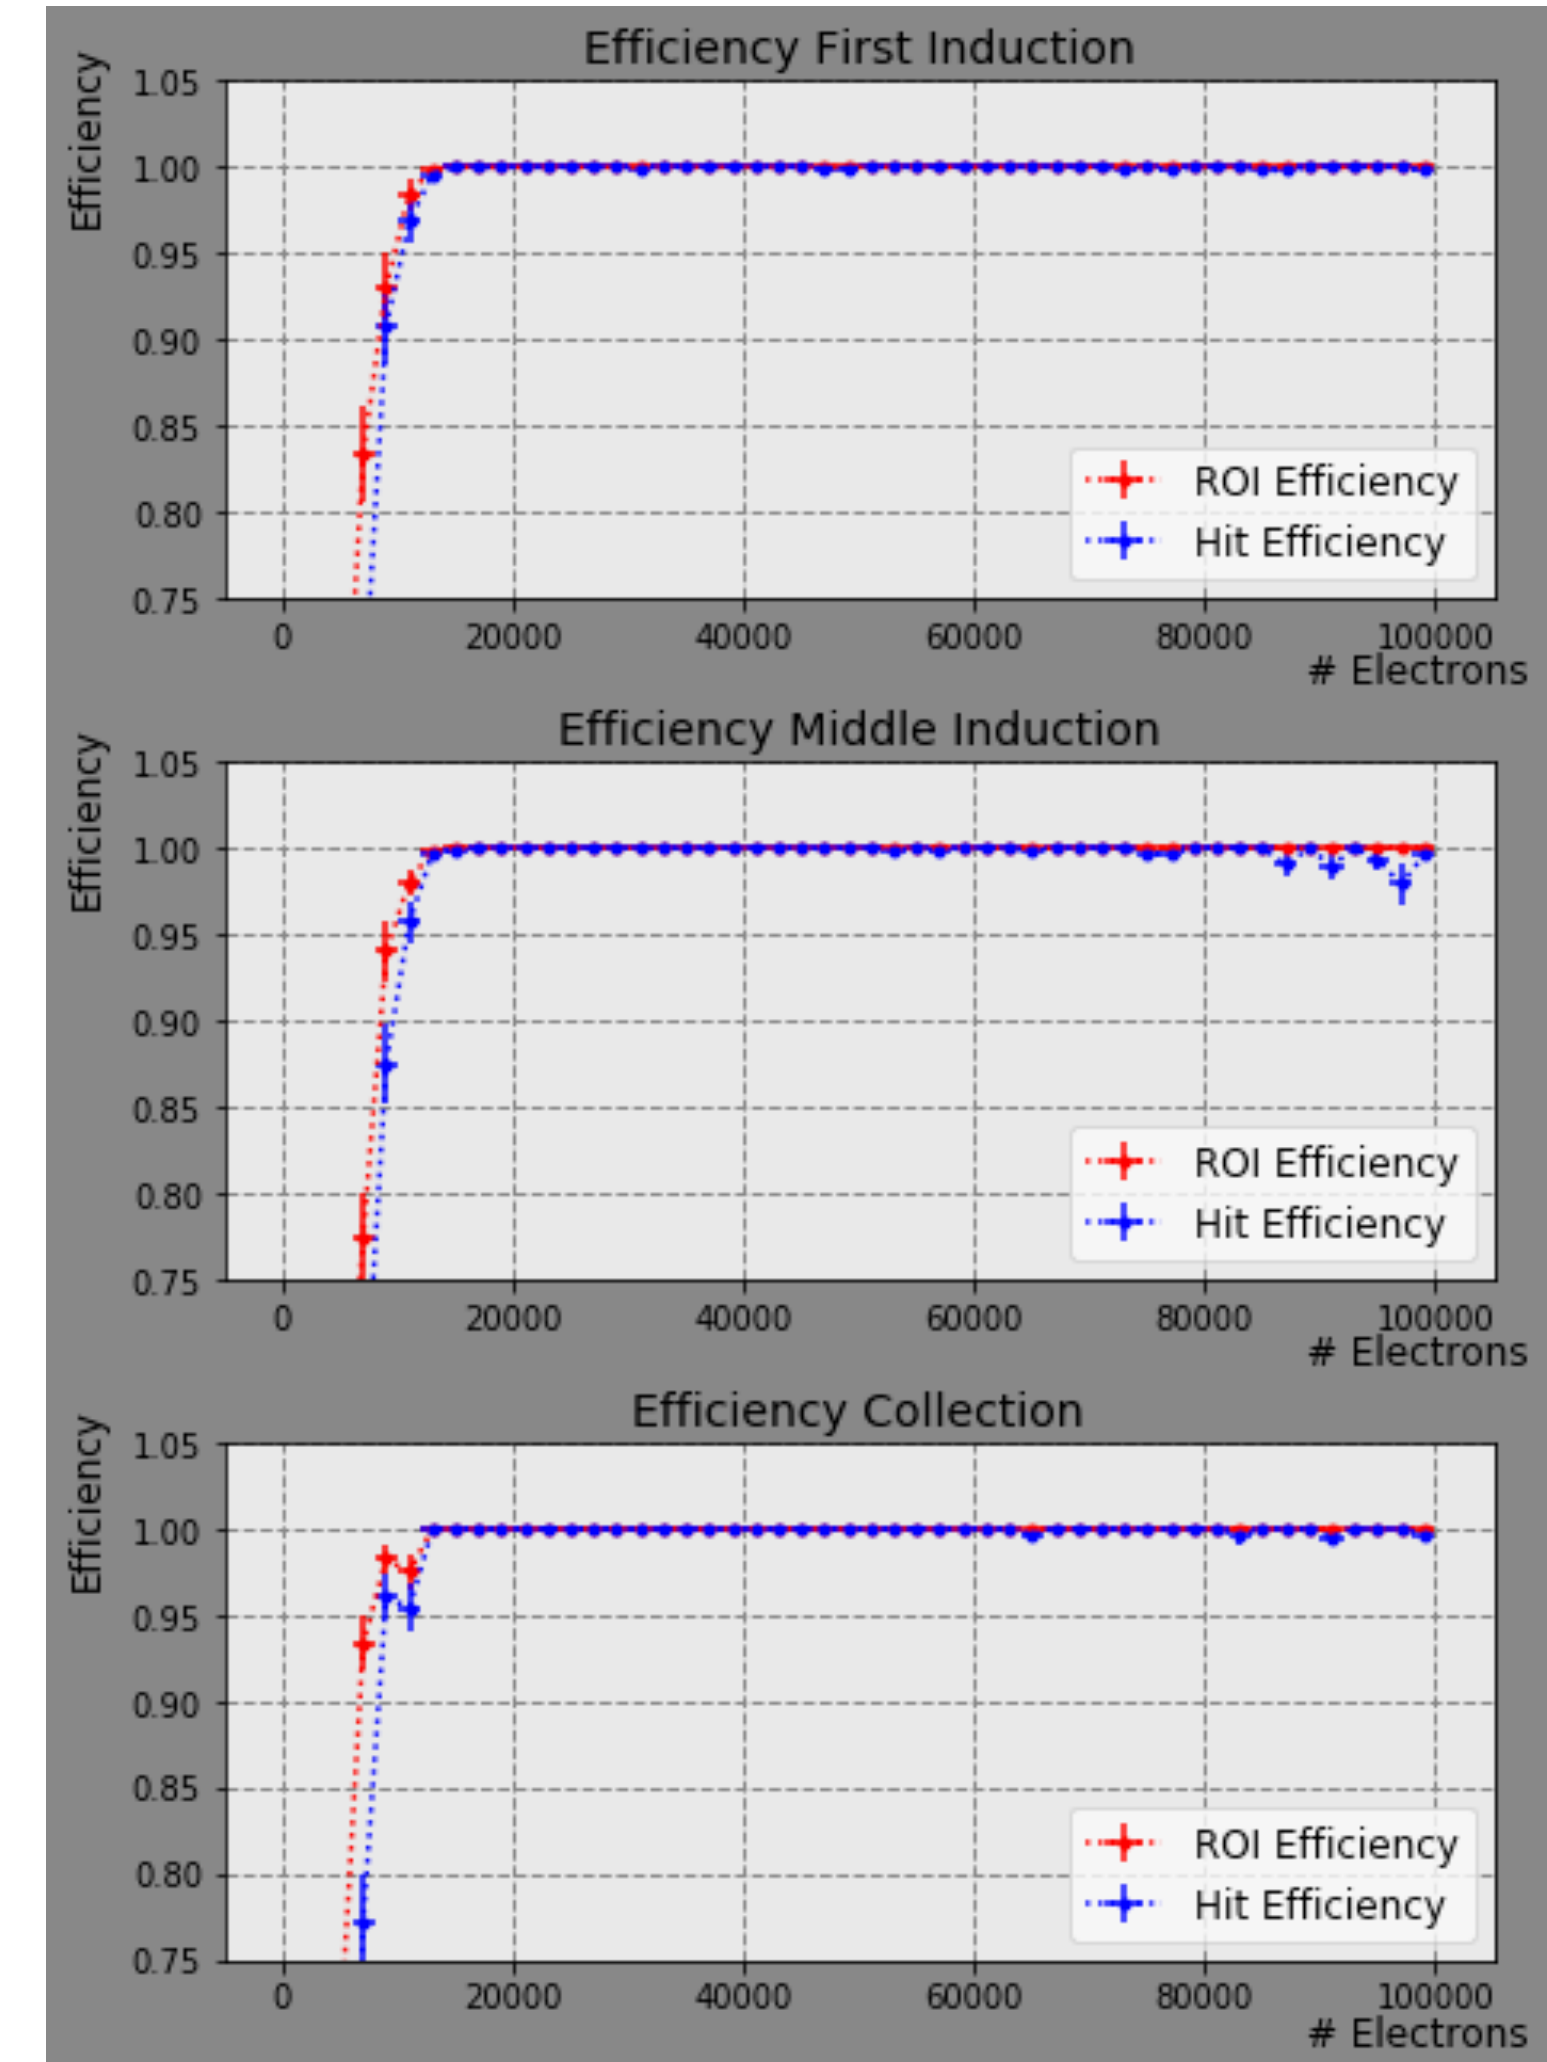 Efficiency First Induction
Efficiency
1.05
1.00
0.95
0.90
0.85
0.80
0.75
ROI Efficiency
Hit Efficiency
0 20000 40000 60000 80000 100000
# Electrons
Efficiency Middle Induction
Efficiency
1.05
1.00
0.95
0.90
0.85
0.80
0.75
ROI Efficiency
Hit Efficiency
0 20000 40000 60000 80000 100000
# Electrons
Efficiency Collection
Efficiency
1.05
1.00
0.95
0.90
0.85
0.80
0.75
ROI Efficiency
Hit Efficiency
0 20000 40000 60000 80000 100000
# Electrons